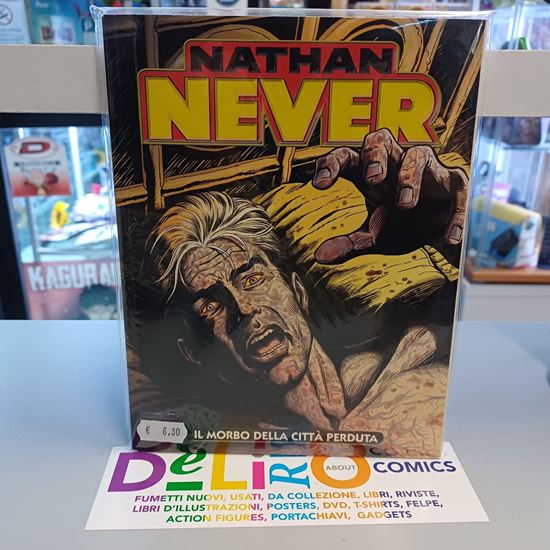 NATHAN
NEVER
KAGURA
€ 6,30
IL MORBO DELLA CITTÀ PERDUTA
DeLiRO ABOUT COMICS
FUMETTI NUOVI, USATI, DA COLLEZIONE, LIBRI, RIVISTE,
LIBRI D'ILLUSTRAZIONI, POSTERS, DVD, T-SHIRTS, FELPE,
ACTION FIGURES, PORTACHIAVI, GADGETS